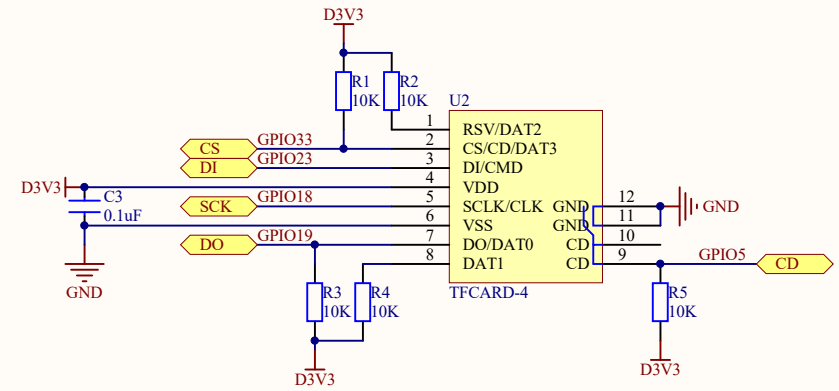 D3V3
R1
10K
R2
10K
U2
1
RSV/DAT2
CS
GPIO33
2
CS/CD/DAT3
DI
GPIO23
3
DI/CMD
D3V3
4
VDD
C3
0.1uF
SCK
GPIO18
5
SCLK/CLK
GND
12
GND
6
VSS
GND
11
DO
GPIO19
7
DO/DAT0
CD
10
8
DAT1
CD
9
GPIO5
CD
GND
TFCARD-4
R3
10K
R4
10K
R5
10K
D3V3
D3V3